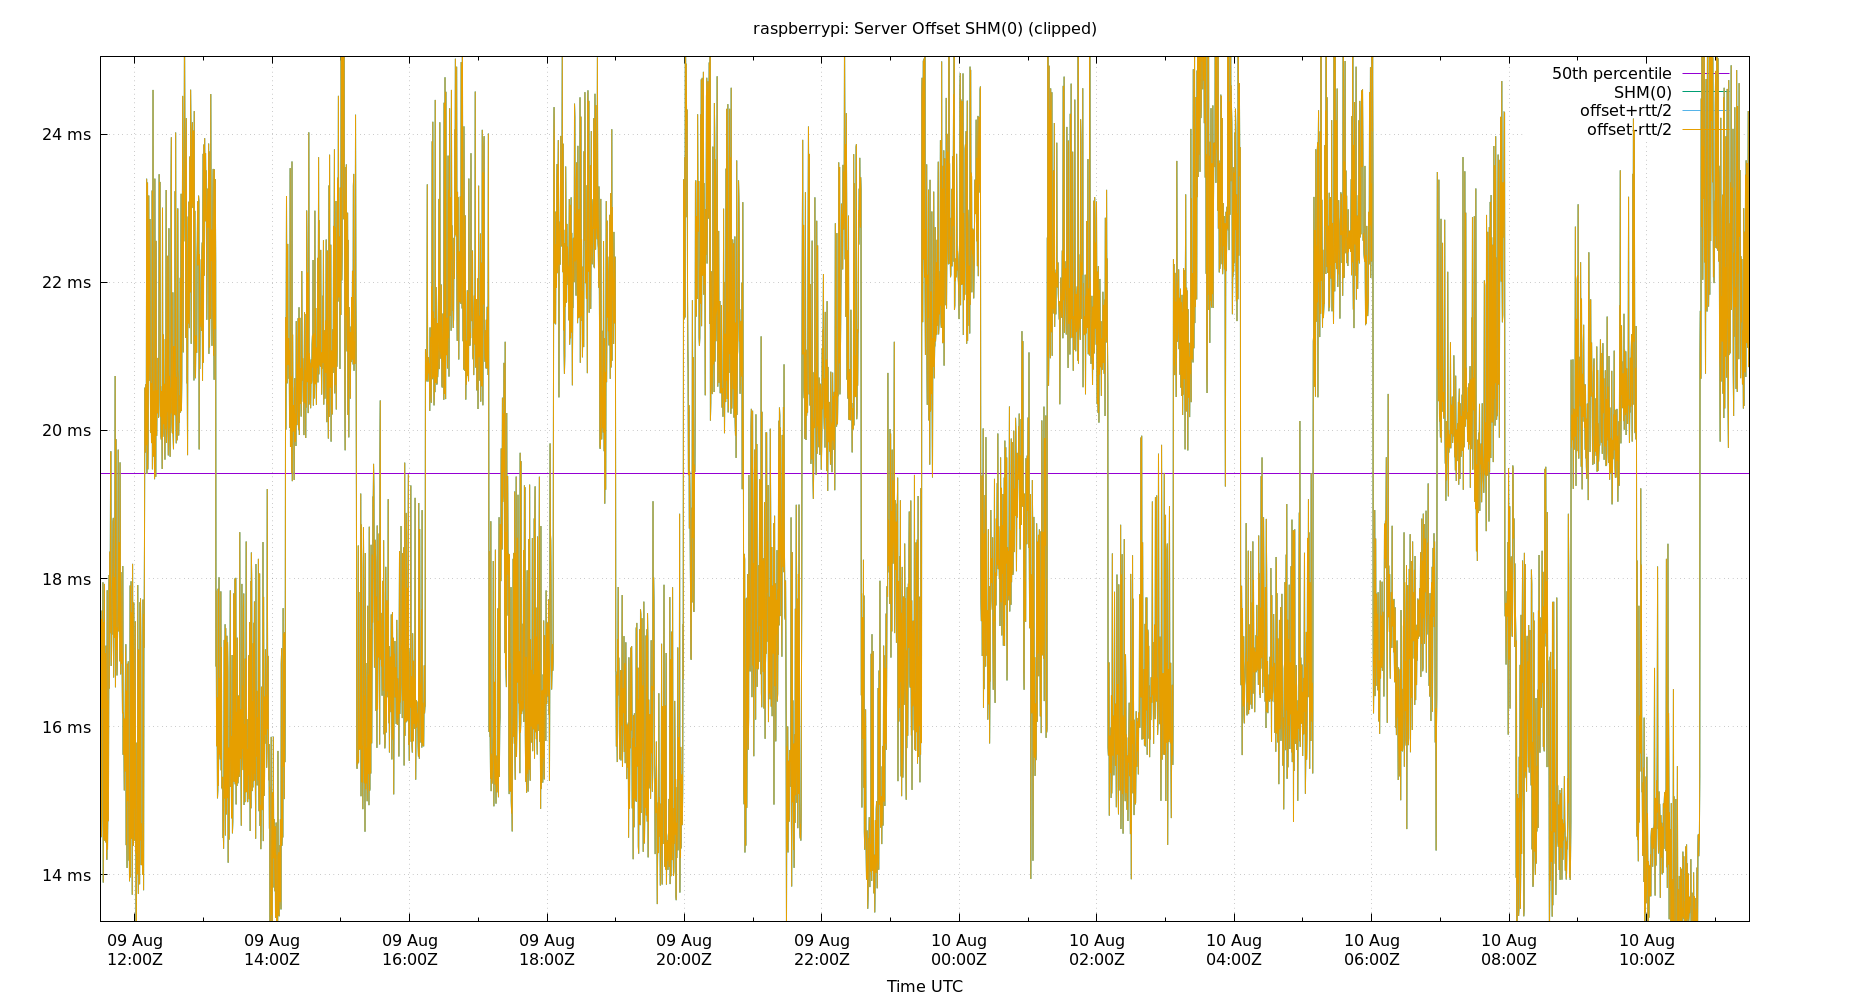 raspberrypi: Server Offset SHM(0) (clipped)
50th percentile
SHM(0)
offset+rtt/2
offset-rtt/2
24 ms
22 ms
20 ms
18 ms
16 ms
14 ms
09 Aug 09 Aug 09 Aug 09 Aug 09 Aug 09 Aug 10 Aug 10 Aug 10 Aug 10 Aug 10 Aug 10 Aug
12:00Z 14:00Z 16:00Z 18:00Z 20:00Z 22:00Z 00:00Z 02:00Z 04:00Z 06:00Z 08:00Z 10:00Z
Time UTC